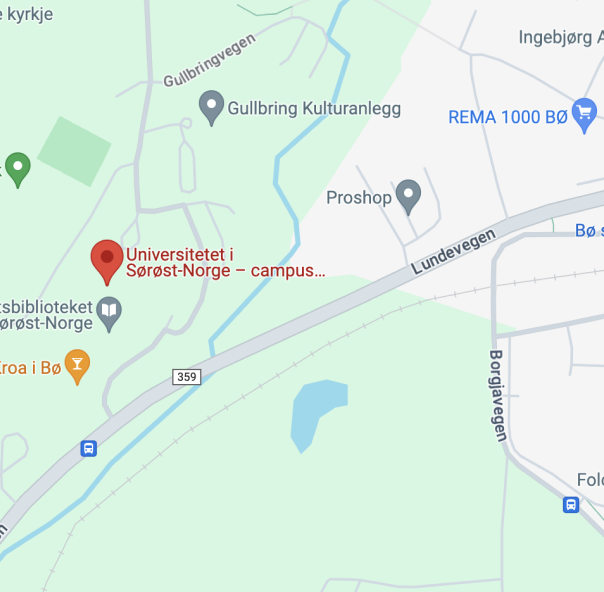 kyrkje
Ingebjørg A
Gullbringvegen
Gullbring Kulturanlegg
REMA 1000 BØ
Proshop
Bø s
Lundevegen
Universitetet i
Sørøst-Norge – campus...
tsbiblioteket
ørøst-Norge
Kroa i Bø
359
Borgjavegen
Folc